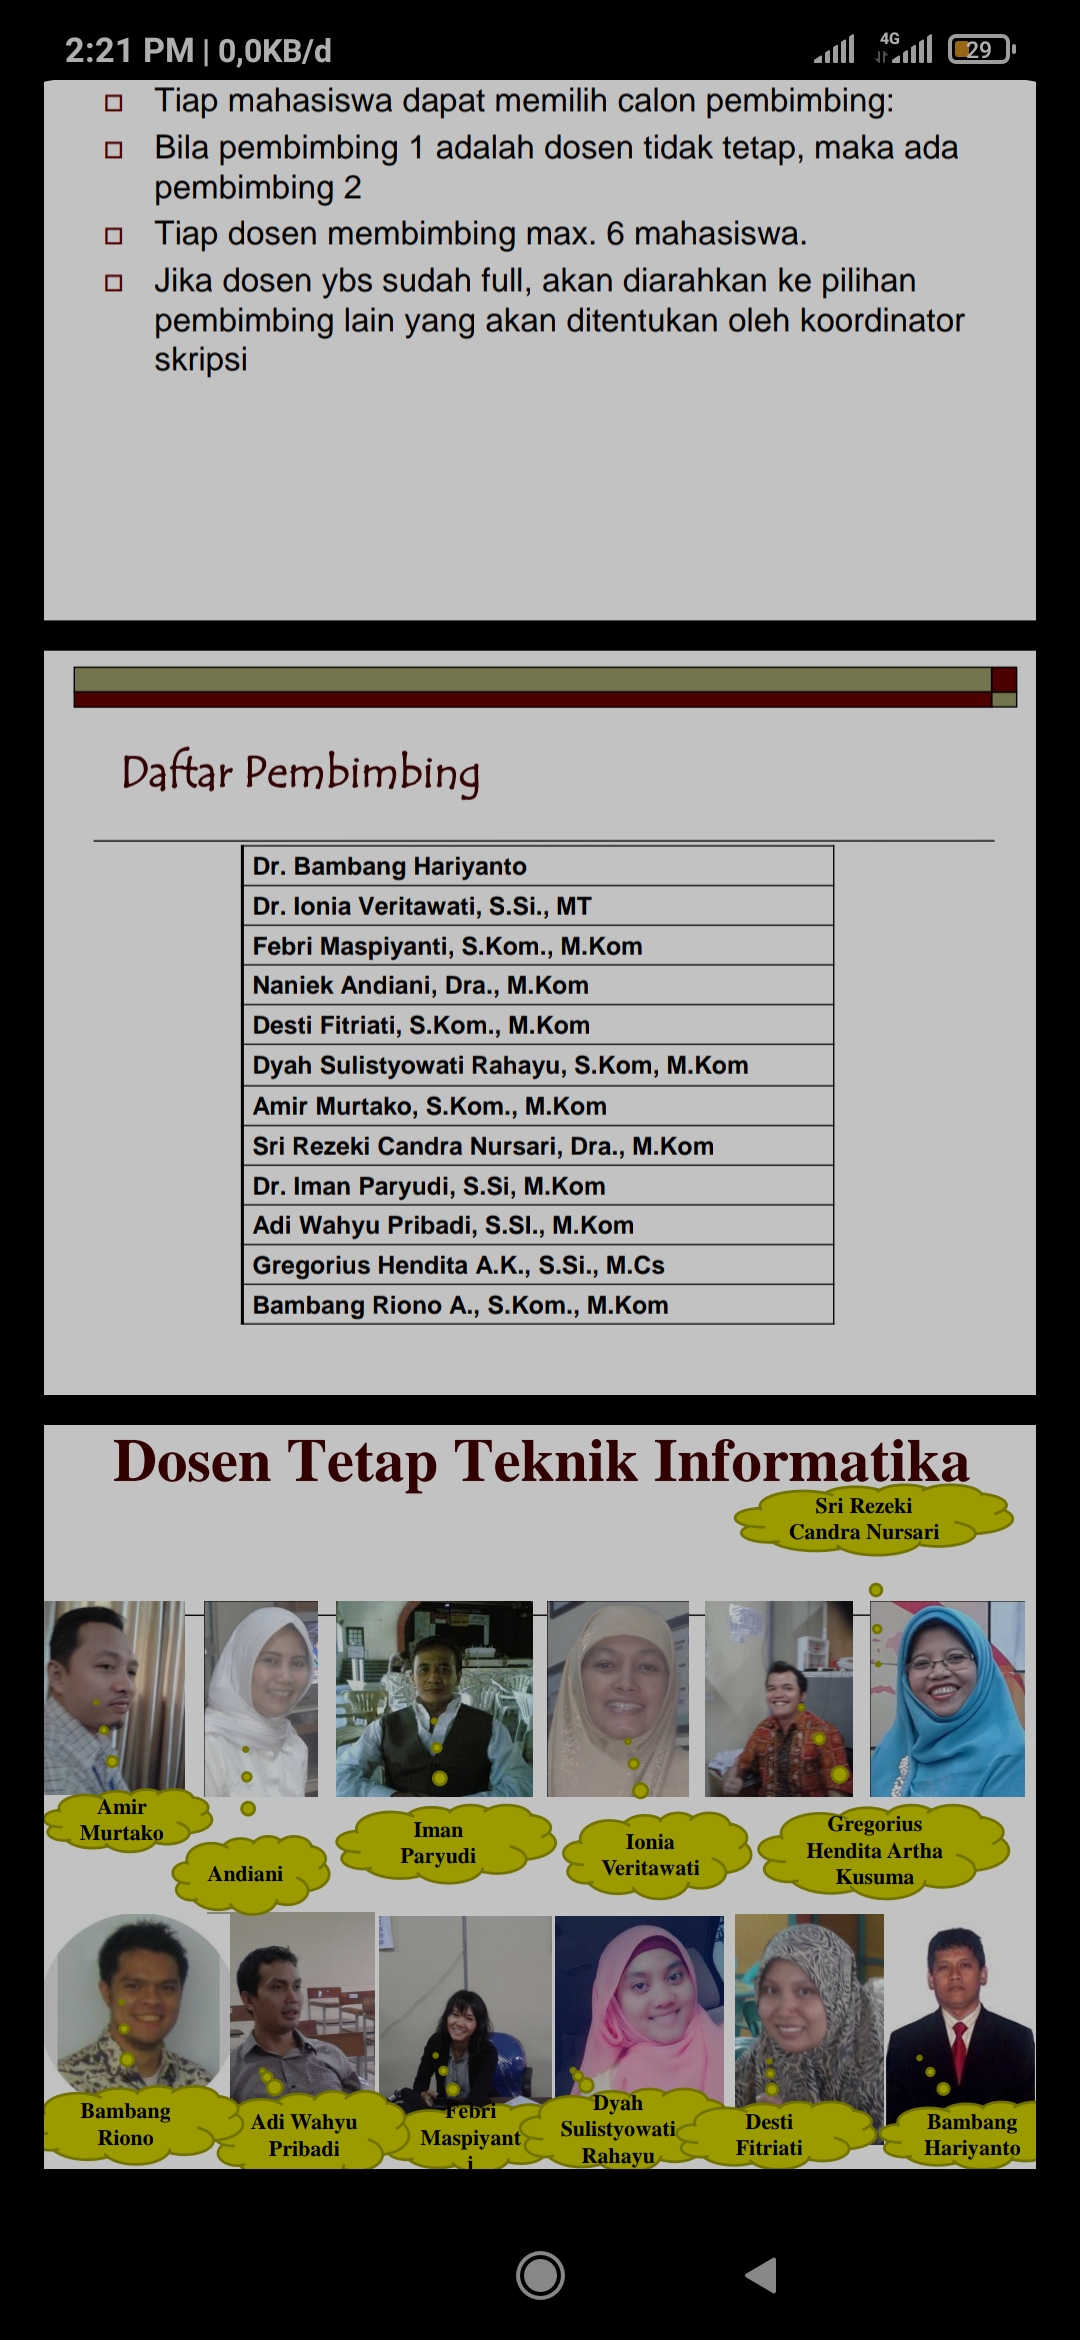 2:21 PM | 0,0KB/d
4G
29
Tiap mahasiswa dapat memilih calon pembimbing:
Bila pembimbing 1 adalah dosen tidak tetap, maka ada
pembimbing 2
Tiap dosen membimbing max. 6 mahasiswa.
Jika dosen ybs sudah full, akan diarahkan ke pilihan
pembimbing lain yang akan ditentukan oleh koordinator
skripsi
Daftar Pembimbing
Dr. Bambang Hariyanto
Dr. Ionia Veritawati, S.Si., MT
Febri Maspiyanti, S.Kom., M.Kom
Naniek Andiani, Dra., M.Kom
Desti Fitriati, S.Kom., M.Kom
Dyah Sulistyowati Rahayu, S.Kom, M.Kom
Amir Murtako, S.Kom., M.Kom
Sri Rezeki Candra Nursari, Dra., M.Kom
Dr. Iman Paryudi, S.Si, M.Kom
Adi Wahyu Pribadi, S.SI., M.Kom
Gregorius Hendita A.K., S.Si., M.Cs
Bambang Riono A., S.Kom., M.Kom
Dosen Tetap Teknik Informatika
Sri Rezeki
Candra Nursari
Amir
Murtako
Andiani
Iman
Paryudi
Ionia
Veritawati
Gregorius
Hendita Artha
Kusuma
Bambang
Riono
Adi Wahyu
Pribadi
Febri
Maspiyant
i
Dyah
Sulistyowati
Rahayu
Desti
Fitriati
Bambang
Hariyanto